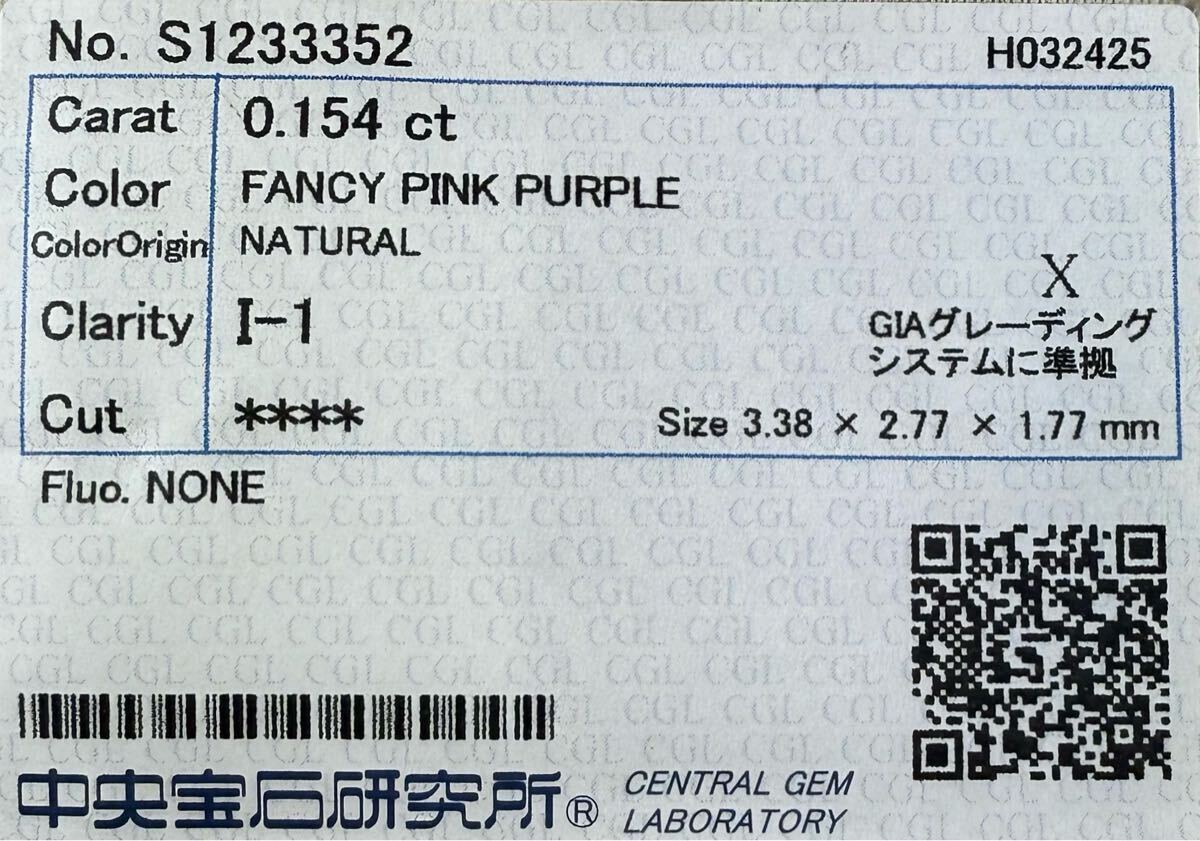 No. S1233352
H032425
Carat 0.154 ct
Color FANCY PINK PURPLE
ColorOrigin NATURAL
X
Clarity I-1
GIAグレーディング
システムに準拠
Cut ****
Size 3.38 × 2.77 × 1.77 mm
Fluo. NONE
中央宝石研究所®
CENTRAL GEM
LABORATORY